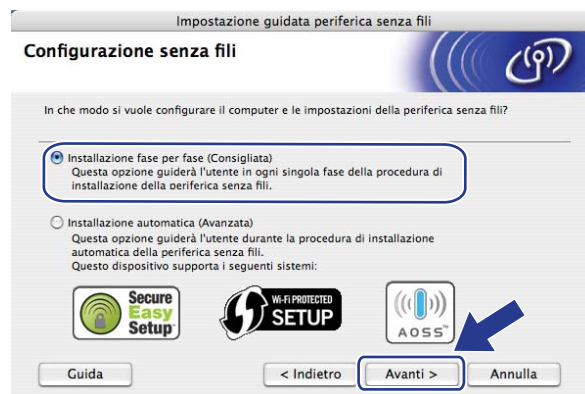 Impostazione guidata periferica senza fili
Configurazione senza fili
In che modo si vuole configurare il computer e le impostazioni della periferica senza fili?
Installazione fase per fase (Consigliata)
Questa opzione guiderà l'utente in ogni singola fase della procedura di
installazione della periferica senza fili.
Installazione automatica (Avanzata)
Questa opzione guiderà l'utente durante la procedura di installazione
automatica della periferica senza fili.
Questo dispositivo supporta i seguenti sistemi:
Secure
Easy
Setup
WI-FI PROTECTED
SETUP
AOSS™
Guida
< Indietro
Avanti >
Annulla